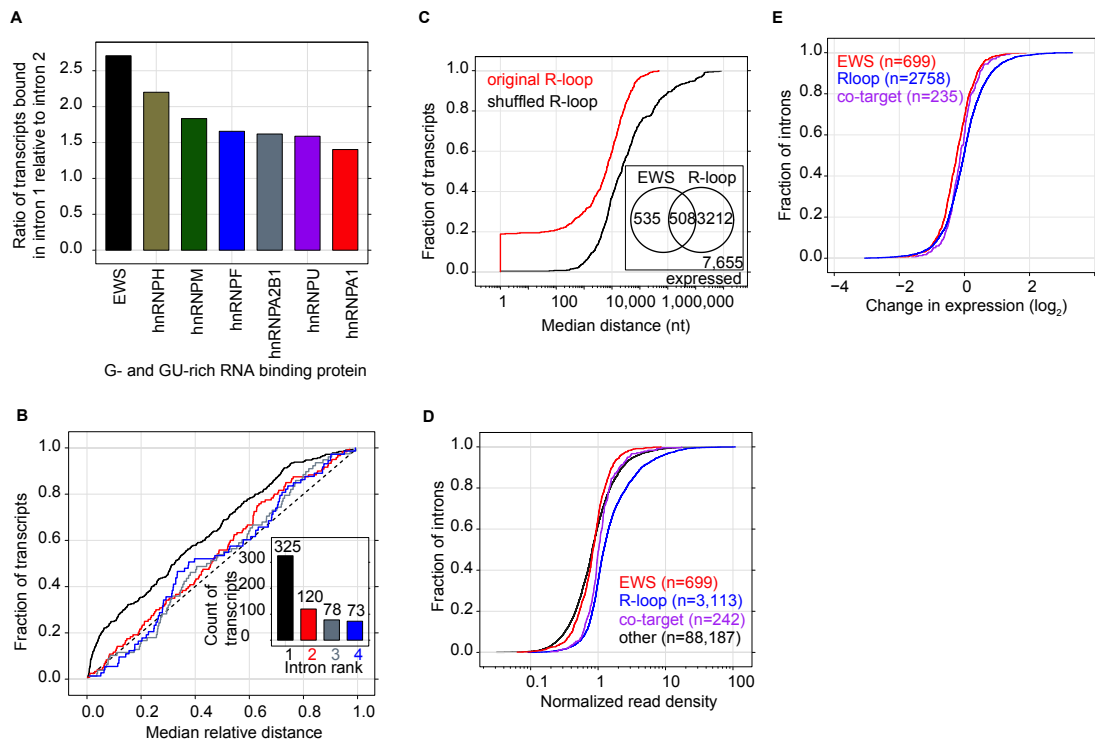 A
Ratio of transcripts bound
in intron 1 relative to intron 2
2.5
2.0
1.5
1.0
0.5
0.0
EWS
hnRNPH
hnRNPM
hnRNPF
hnRNPA2B1
hnRNPU
hnRNPA1
G- and GU-rich RNA binding protein
B
Fraction of transcripts
1.0
0.8
0.6
0.4
0.2
0.0
0.0 0.2 0.4 0.6 0.8 1.0
Median relative distance
Count of
transcripts
300
200
100
0
325
120
78
73
1 2 3 4
Intron rank
C
Fraction of transcripts
1.0
0.8
0.6
0.4
0.2
0.0
original R-loop
shuffled R-loop
EWS R-loop
535 508 3212
7,655
expressed
1 100 10,000 1,000,000
Median distance (nt)
D
Fraction of introns
1.0
0.8
0.6
0.4
0.2
0.0
EWS (n=699)
R-loop (n=3,113)
co-target (n=242)
other (n=88,187)
0.1 1 10 100
Normalized read density
E
Fraction of introns
1.0
0.8
0.6
0.4
0.2
0.0
EWS (n=699)
Rloop (n=2758)
co-target (n=235)
−4 −2 0 2 4
Change in expression (log2)